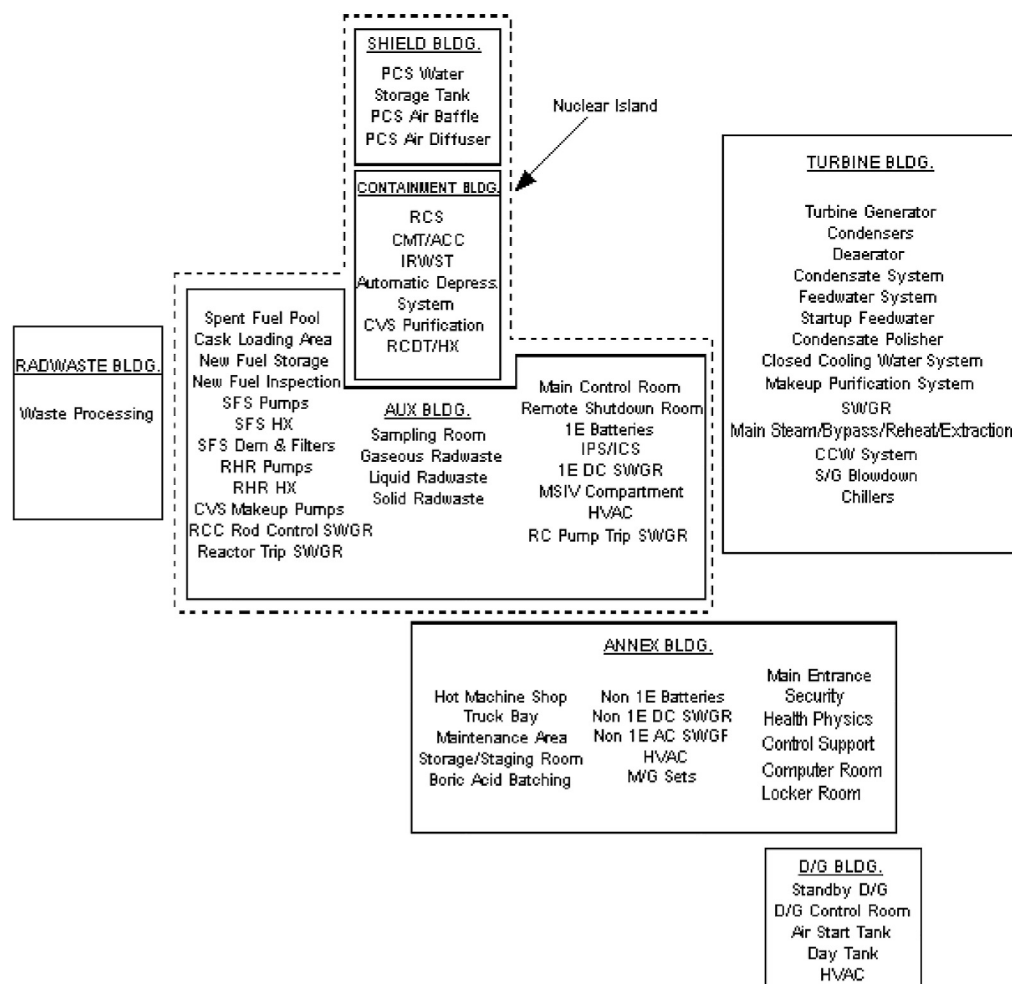 SHIELD BLDG.
PCS Water
Storage Tank
PCS Air Baffle
PCS Air Diffuser
Nuclear Island
CONTAINMENT BLDG.
RCS
CMT/ACC
IRWST
Automatic Depress.
System
CVS Purification
RCDT/HX
TURBINE BLDG.
Turbine Generator
Condensers
Deaerator
Condensate System
Feedwater System
Startup Feedwater
Condensate Polisher
Closed Cooling Water System
Makeup Purification System
SWGR
Main Steam/Bypass/Reheat/Extraction
CCW System
S/G Blowdown
Chillers
RADWASTE BLDG.
Waste Processing
Spent Fuel Pool
Cask Loading Area
New Fuel Storage
New Fuel Inspection
SFS Pumps
SFS HX
SFS Dem & Filters
RHR Pumps
RHR HX
CVS Makeup Pumps
RCC Rod Control SWGR
Reactor Trip SWGR
AUX BLDG.
Sampling Room
Gaseous Radwaste
Liquid Radwaste
Solid Radwaste
Main Control Room
Remote Shutdown Room
1E Batteries
IPS/ICS
1E DC SWGR
MSIV Compartment
HVAC
RC Pump Trip SWGR
ANNEX BLDG.
Hot Machine Shop
Truck Bay
Maintenance Area
Storage/Staging Room
Boric Acid Batching
Non 1E Batteries
Non 1E DC SWGR
Non 1E AC SWGF
HVAC
M/G Sets
Main Entrance
Security
Health Physics
Control Support
Computer Room
Locker Room
D/G BLDG.
Standby D/G
D/G Control Room
Air Start Tank
Day Tank
HVAC